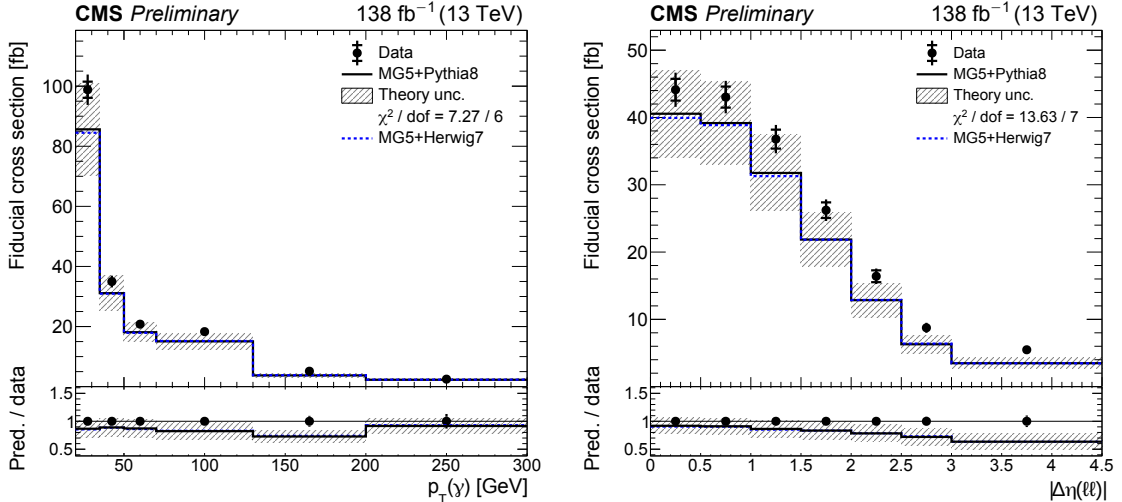 CMS Preliminary 138 fb⁻¹ (13 TeV)
Fiducial cross section [fb]
100
80
60
40
20
Data
MG5+Pythia8
Theory unc.
χ² / dof = 7.27 / 6
MG5+Herwig7
Pred. / data
1.5
1
0.5
50 100 150 200 250 300
p_T(γ) [GeV]
CMS Preliminary 138 fb⁻¹ (13 TeV)
Fiducial cross section [fb]
50
40
30
20
10
Data
MG5+Pythia8
Theory unc.
χ² / dof = 13.63 / 7
MG5+Herwig7
Pred. / data
1.5
1
0.5
0 0.5 1 1.5 2 2.5 3 3.5 4 4.5
|Δη(ℓℓ)|